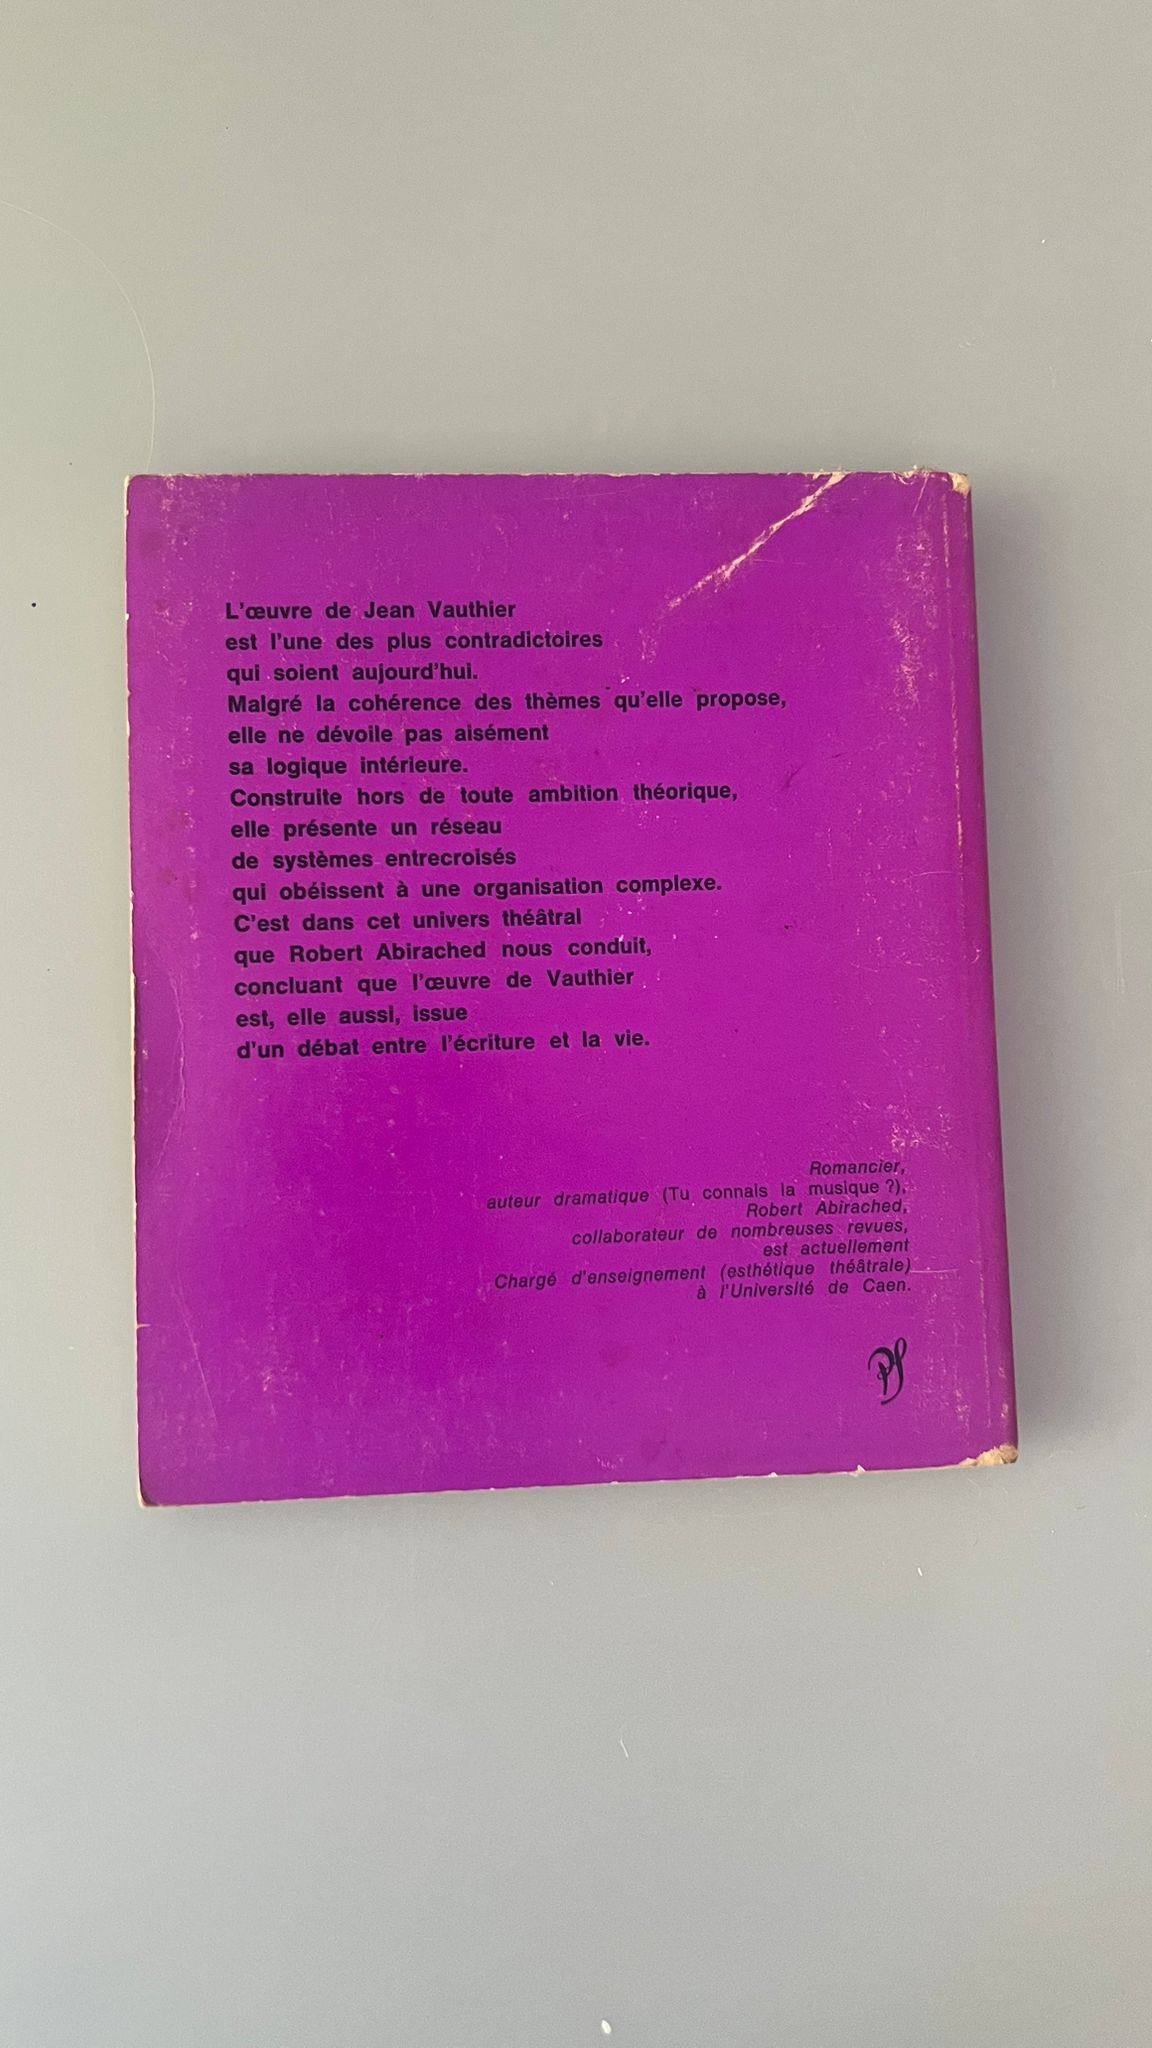 L'œuvre de Jean Vauthier
est l'une des plus contradictoires
qui soient aujourd'hui.
Malgré la cohérence des thèmes qu'elle propose,
elle ne dévoile pas aisément
sa logique intérieure.
Construite hors de toute ambition théorique,
elle présente un réseau
de systèmes entrecroisés
qui obéissent à une organisation complexe.
C'est dans cet univers théâtral
que Robert Abirached nous conduit,
concluant que l'œuvre de Vauthier
est, elle aussi, issue
d'un débat entre l'écriture et la vie.
Romancier,
auteur dramatique (Tu connais la musique ?),
Robert Abirached,
collaborateur de nombreuses revues,
est actuellement
Chargé d'enseignement (esthétique théâtrale)
à l'Université de Caen.